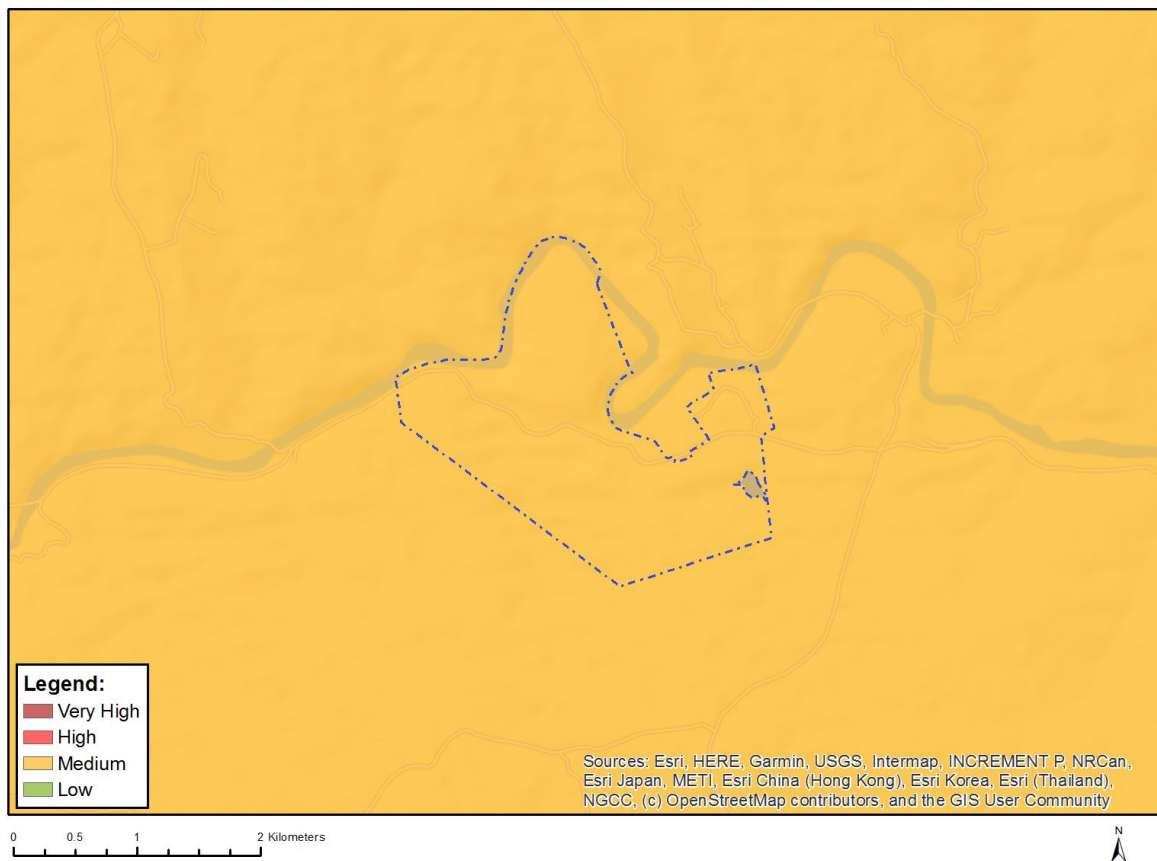 Legend:
Very High
High
Medium
Low
Sources: Esri, HERE, Garmin, USGS, Intermap, INCREMENT P, NRCan,
Esri Japan, METI, Esri China (Hong Kong), Esri Korea, Esri (Thailand),
NGCC, (c) OpenStreetMap contributors, and the GIS User Community
0 0.5 1 2 Kilometers
N